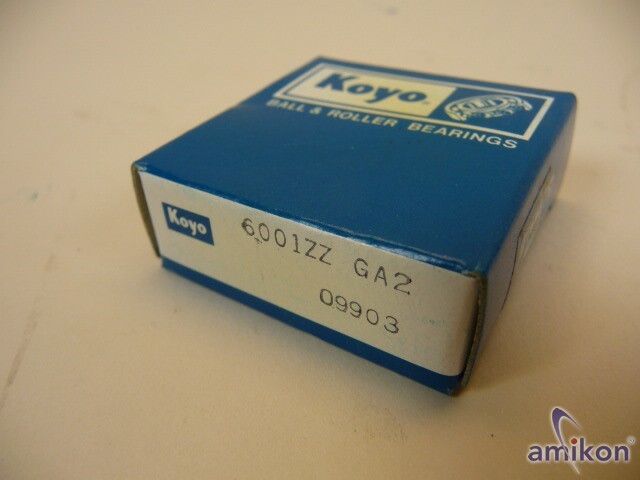 Koyo
BALL & ROLLER BEARINGS
Koyo
6001ZZ GA2
09903
amikon®